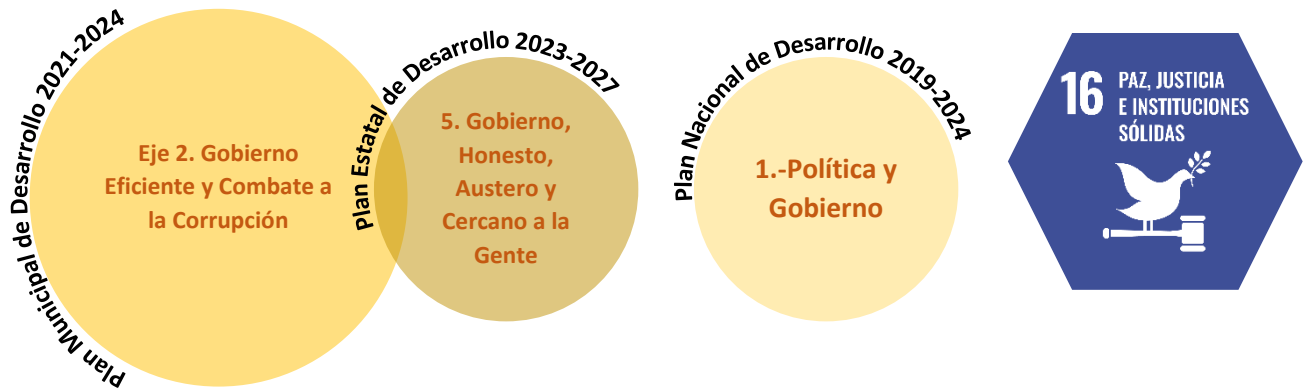 Plan Municipal de Desarrollo 2021-2024
Eje 2. Gobierno
Eficiente y Combate a
la Corrupción
Plan Estatal de Desarrollo 2023-2027
5. Gobierno,
Honesto,
Austero y
Cercano a la
Gente
Plan Nacional de Desarrollo 2019-2024
1.-Política y
Gobierno
16 PAZ, JUSTICIA
E INSTITUCIONES
SÓLIDAS